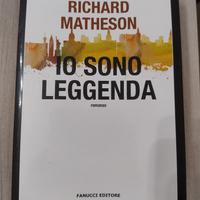 RICHARD
MATHESON
IO SONO
LEGGENDA
romanzo
FANUCCI EDITORE